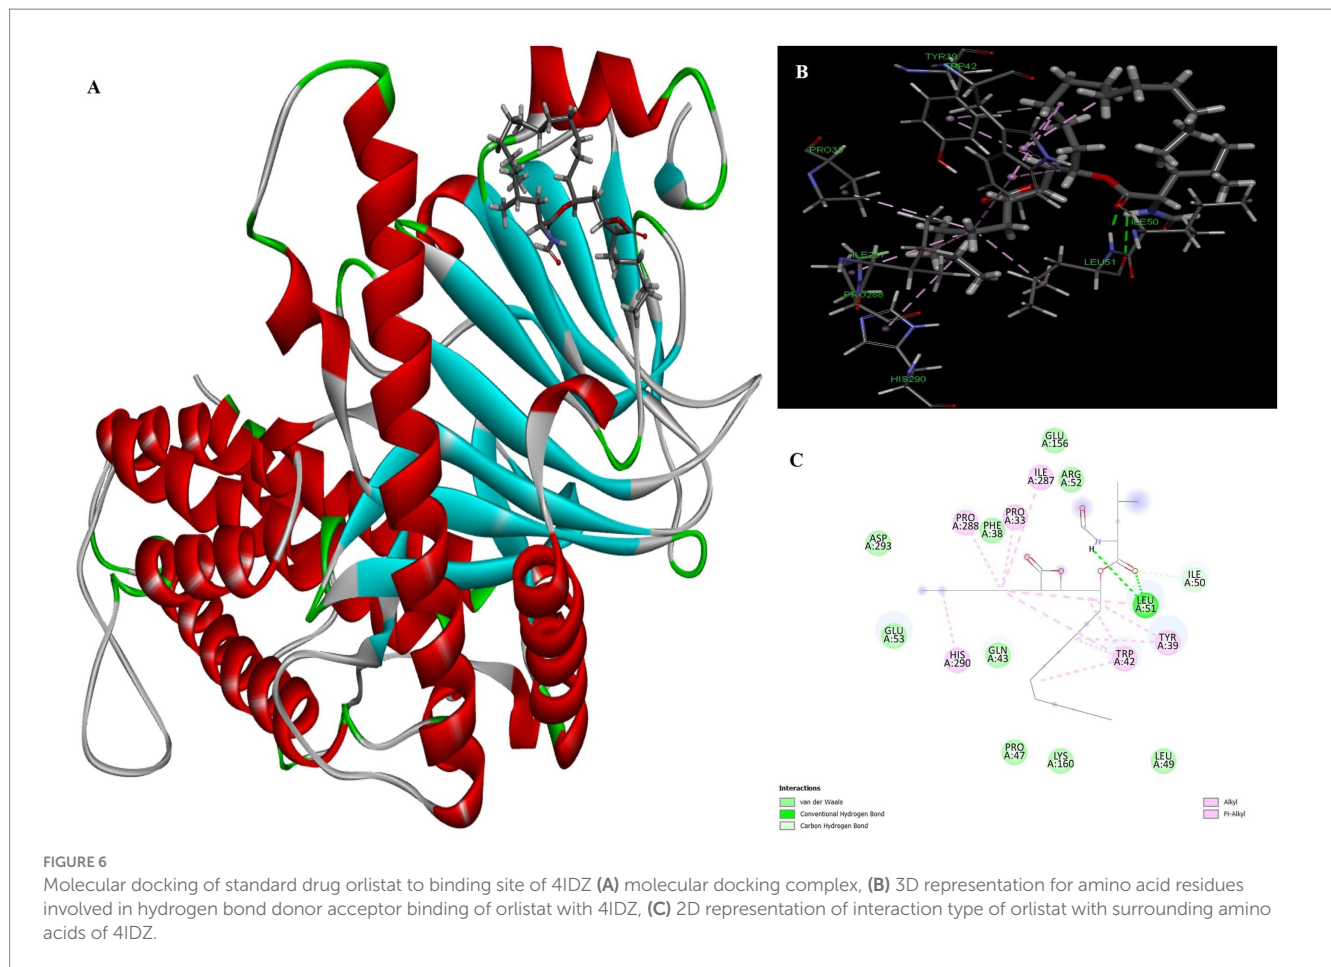 A
B
TYR39
TRP42
PRO33
ILE50
LEU51
ILE287
PRO288
HIS290
C
GLU
A:156
ILE
A:287
ARG
A:52
PRO
A:288
PHE
A:38
PRO
A:33
ASP
A:293
N
H
O
O
O
O
O
ILE
A:50
LEU
A:51
GLU
A:53
HIS
A:290
GLN
A:43
TRP
A:42
TYR
A:39
PRO
A:47
LYS
A:160
LEU
A:49
Interactions
van der Waals
Conventional Hydrogen Bond
Carbon Hydrogen Bond
Alkyl
Pi-Alkyl
FIGURE 6
Molecular docking of standard drug orlistat to binding site of 4IDZ (A) molecular docking complex, (B) 3D representation for amino acid residues
involved in hydrogen bond donor acceptor binding of orlistat with 4IDZ, (C) 2D representation of interaction type of orlistat with surrounding amino
acids of 4IDZ.